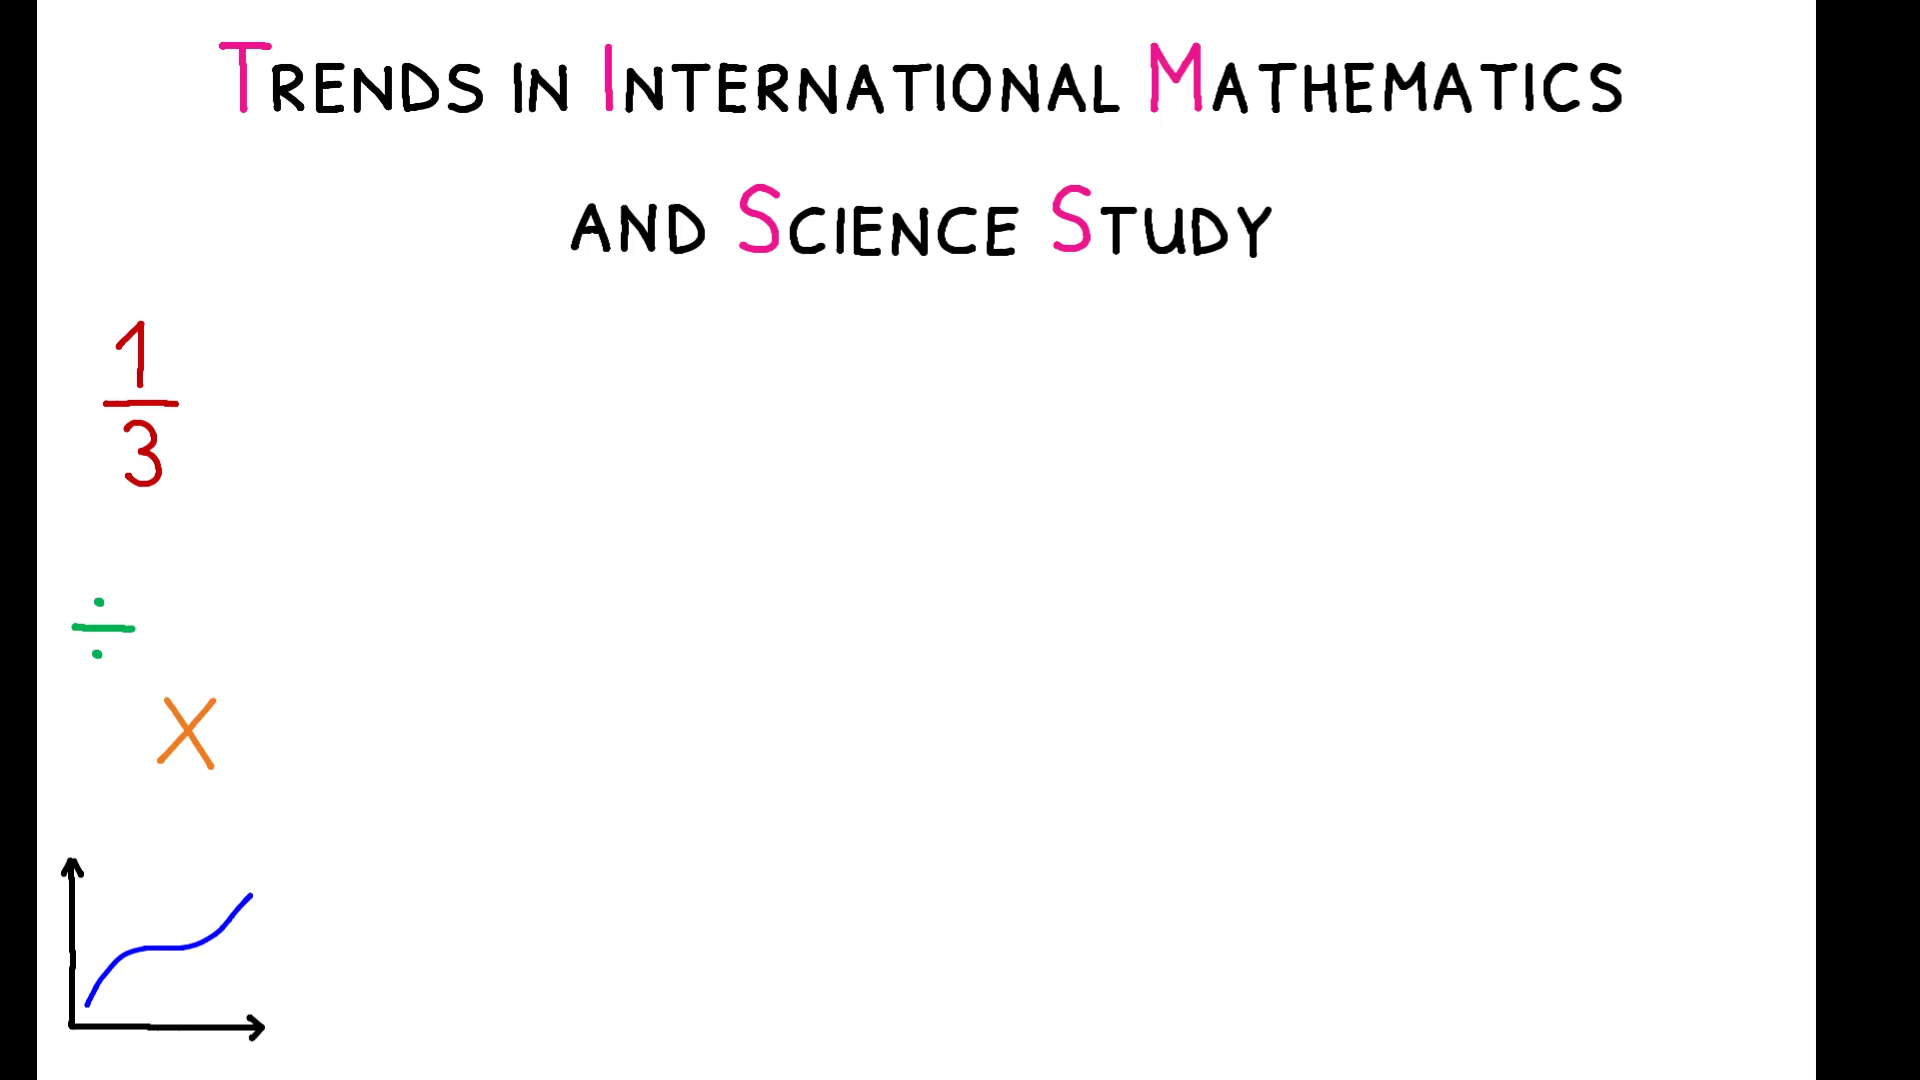 TRENDS IN INTERNATIONAL MATHEMATICS
AND SCIENCE STUDY
1
3
÷
X